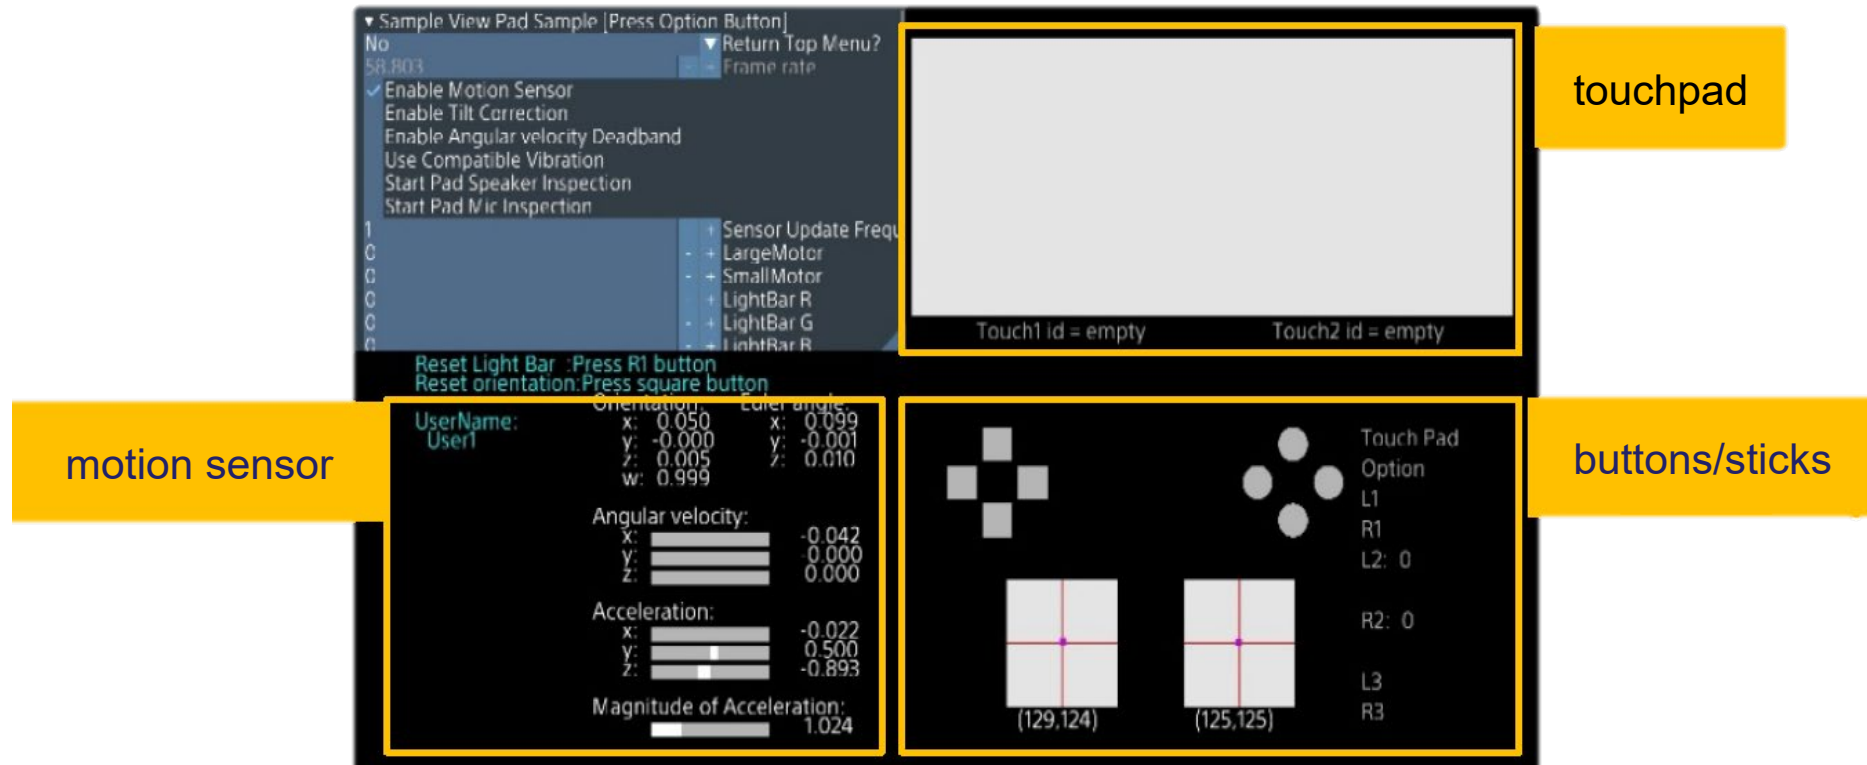 ▼ Sample View Pad Sample [Press Option Button]
No ▼ Return Top Menu?
58.803 - + Frame rate
✓ Enable Motion Sensor
Enable Tilt Correction
Enable Angular velocity Deadband
Use Compatible Vibration
Start Pad Speaker Inspection
Start Pad Mic Inspection
1 + Sensor Update Frequ
0 - + LargeMotor
0 - + SmallMotor
0 - + LightBar R
0 - + LightBar G
0 - + LightBar B
touchpad
Touch1 id = empty Touch2 id = empty
Reset Light Bar :Press R1 button
Reset orientation:Press square button
motion sensor
UserName:
User1
Orientation: Euler angle:
x: 0.050 x: 0.099
y: -0.000 y: -0.001
z: 0.005 z: 0.010
w: 0.999
Angular velocity:
x: -0.042
y: -0.000
z: 0.000
Acceleration:
x: -0.022
y: 0.500
z: -0.893
Magnitude of Acceleration:
1.024
buttons/sticks
Touch Pad
Option
L1
R1
L2: 0
R2: 0
L3
R3
(129,124) (125,125)